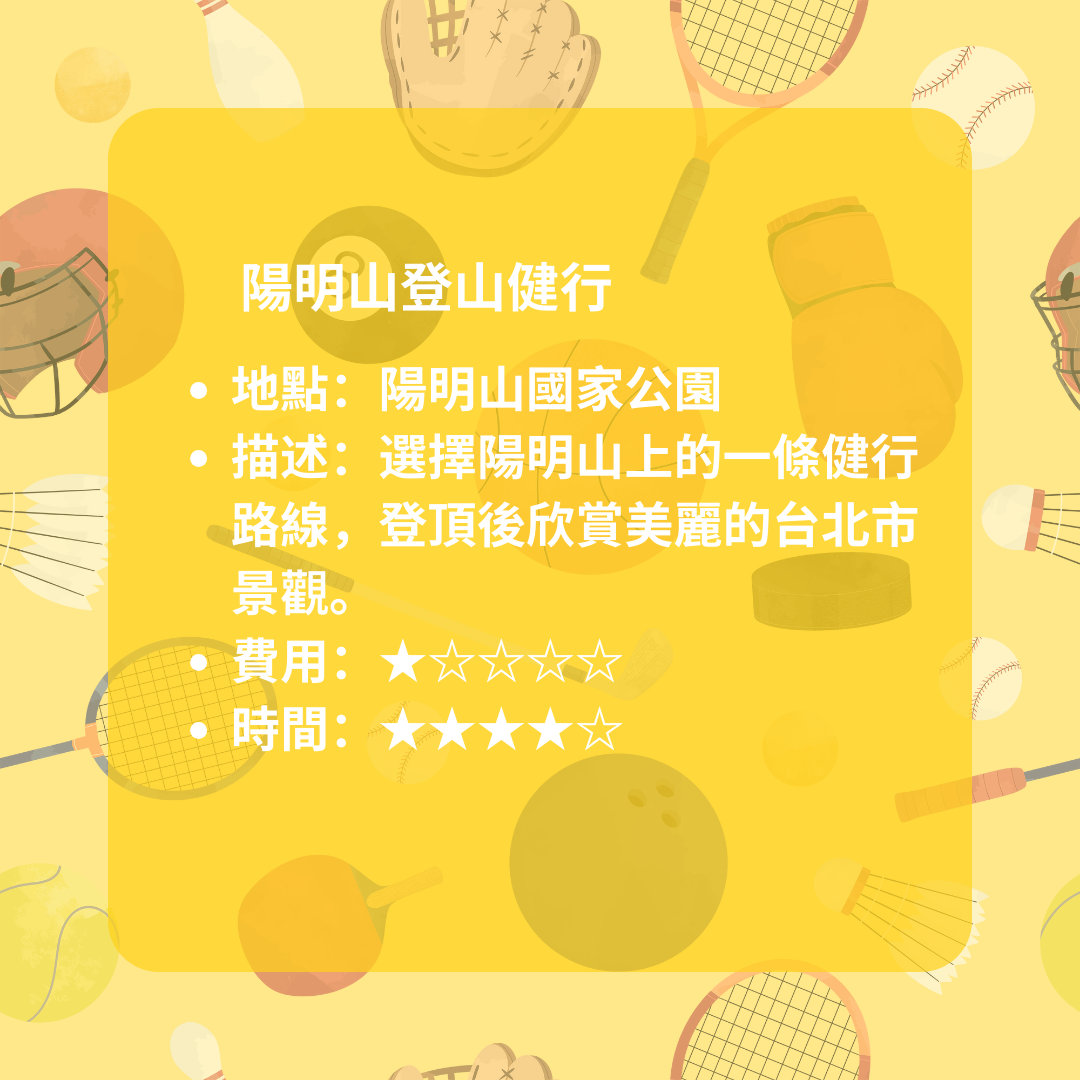 陽明山登山健行
• 地點：陽明山國家公園
• 描述：選擇陽明山上的一條健行
路線，登頂後欣賞美麗的台北市
景觀。
• 費用：★☆☆☆☆
• 時間：★★★★☆